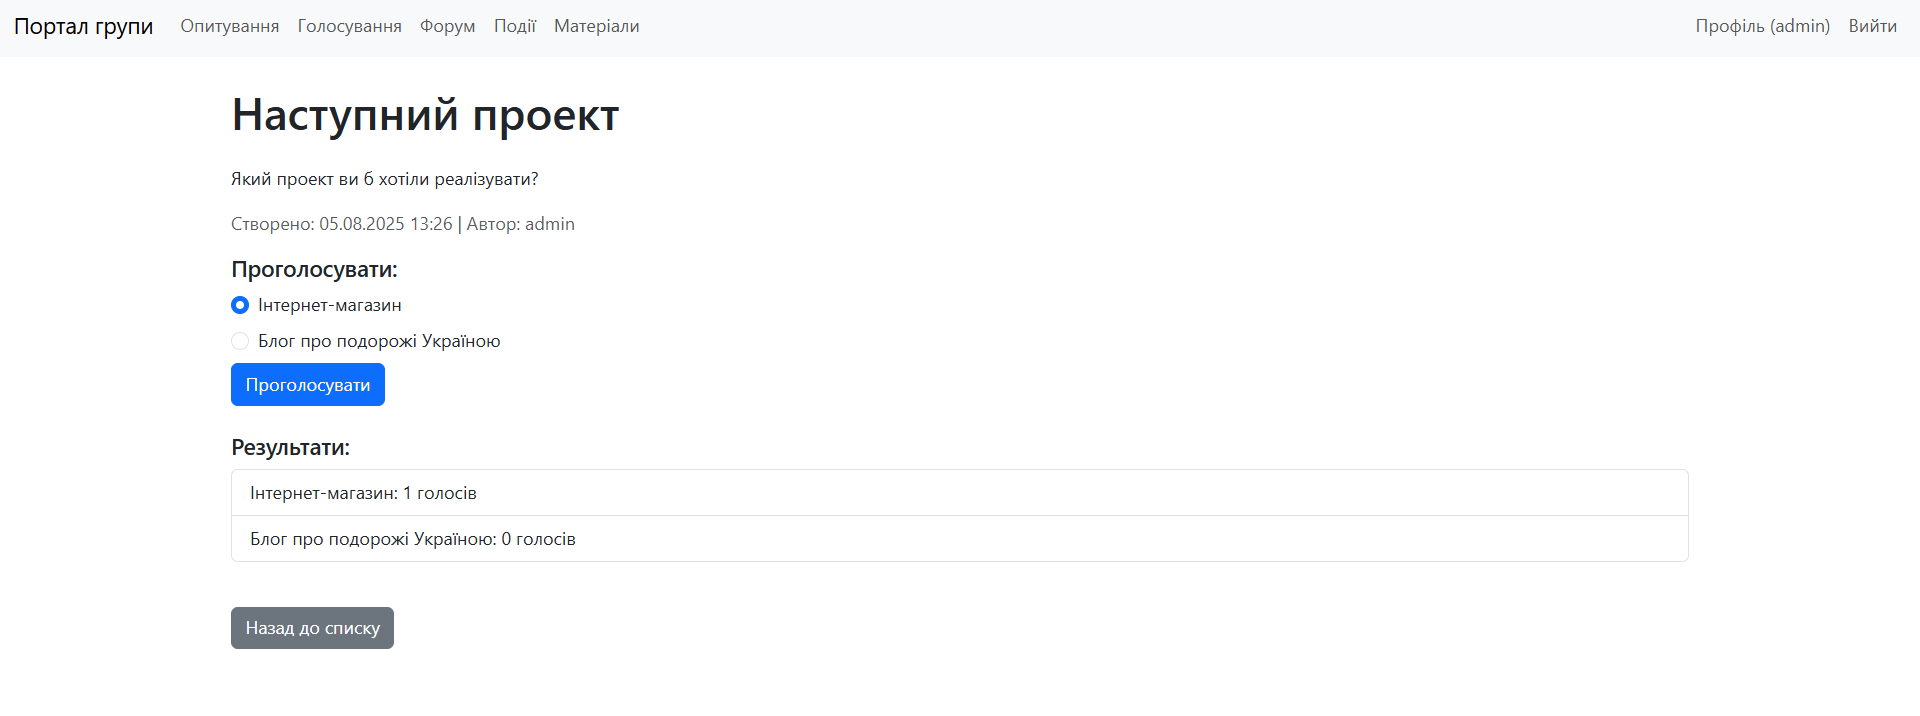 Портал групи Опитування Голосування Форум Події Матеріали Профіль (admin) Вийти
Наступний проект
Який проект ви б хотіли реалізувати?
Створено: 05.08.2025 13:26 | Автор: admin
Проголосувати:
Інтернет-магазин
Блог про подорожі Україною
Проголосувати
Результати:
Інтернет-магазин: 1 голосів
Блог про подорожі Україною: 0 голосів
Назад до списку